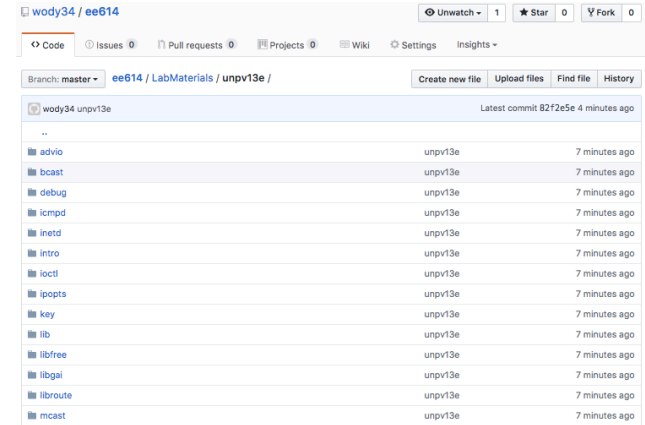 wody34 / ee614 Unwatch 1 Star 0 Fork 0
Code Issues 0 Pull requests 0 Projects 0 Wiki Settings Insights
Branch: master ee614 / LabMaterials / unpv13e / Create new file Upload files Find file History
wody34 unpv13e Latest commit 82f2e5e 4 minutes ago
..
advio unpv13e 7 minutes ago
bcast unpv13e 7 minutes ago
debug unpv13e 7 minutes ago
icmpd unpv13e 7 minutes ago
inetd unpv13e 7 minutes ago
intro unpv13e 7 minutes ago
ioctl unpv13e 7 minutes ago
ipopts unpv13e 7 minutes ago
key unpv13e 7 minutes ago
lib unpv13e 7 minutes ago
libfree unpv13e 7 minutes ago
libgai unpv13e 7 minutes ago
libroute unpv13e 7 minutes ago
mcast unpv13e 7 minutes ago